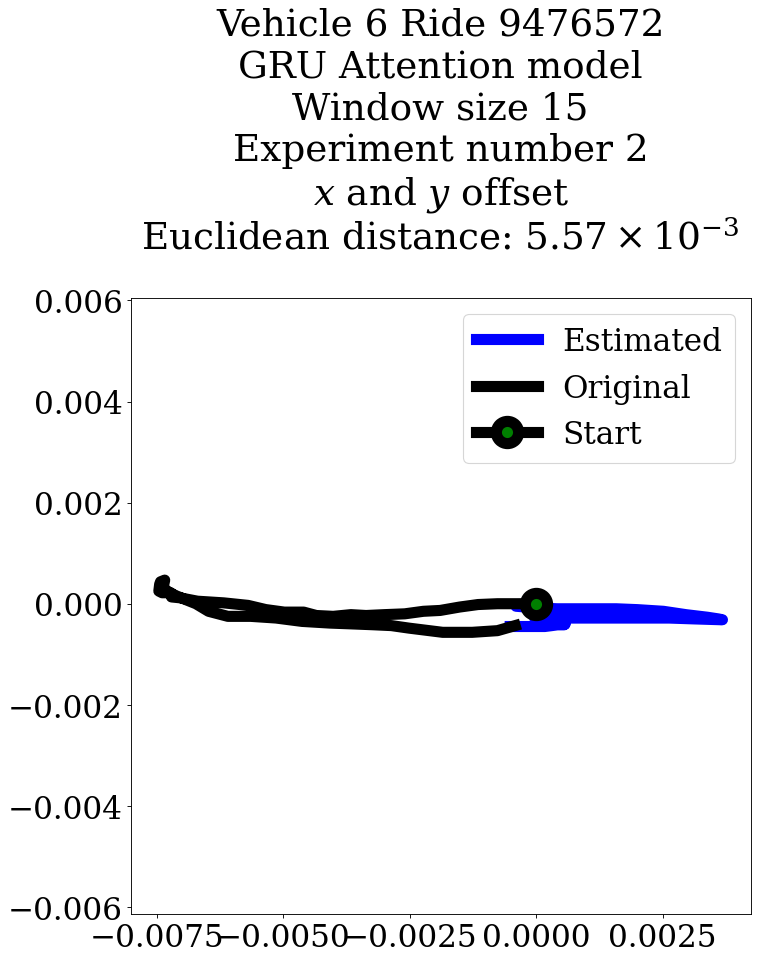 Vehicle 6 Ride 9476572
GRU Attention model
Window size 15
Experiment number 2
x and y offset
Euclidean distance: 5.57 × 10⁻³
Estimated
Original
Start
0.006
0.004
0.002
0.000
−0.002
−0.004
−0.006
−0.0075 −0.0050 −0.0025 0.0000 0.0025